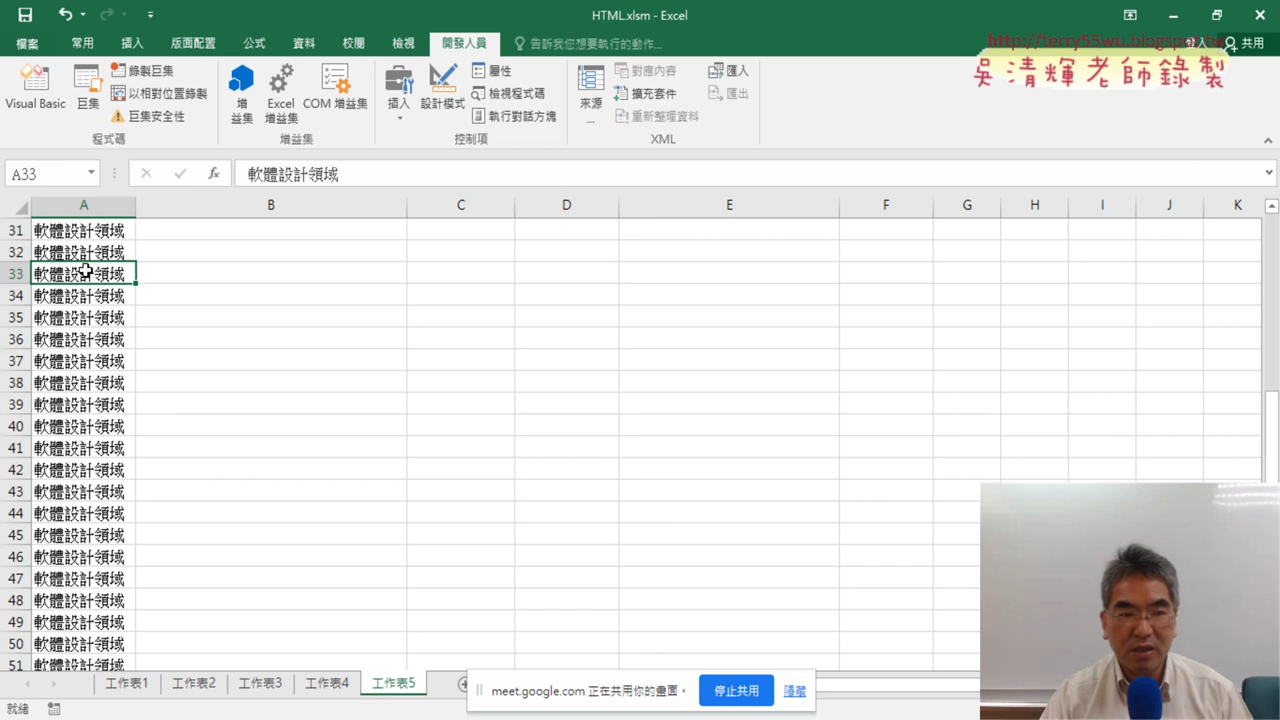 HTML.xlsm - Excel
檔案 常用 插入 版面配置 公式 資料 校閱 檢視 開發人員 告訴我您想要執行的動作... 共用
http://terry55wu.blogspot.tw
吳清輝老師錄製
Visual Basic 巨集 錄製巨集 以相對位置錄製 巨集安全性
增益集 Excel 增益集 COM 增益集
插入 設計模式 屬性 檢視程式碼 執行對話方塊
來源... 對應內容 擴充套件 重新整理資料 匯入 匯出
程式碼 增益集 控制項 XML
A33 fx 軟體設計領域
A B C D E F G H I J K
31 軟體設計領域
32 軟體設計領域
33 軟體設計領域
34 軟體設計領域
35 軟體設計領域
36 軟體設計領域
37 軟體設計領域
38 軟體設計領域
39 軟體設計領域
40 軟體設計領域
41 軟體設計領域
42 軟體設計領域
43 軟體設計領域
44 軟體設計領域
45 軟體設計領域
46 軟體設計領域
47 軟體設計領域
48 軟體設計領域
49 軟體設計領域
50 軟體設計領域
51 軟體設計領域
工作表1 工作表2 工作表3 工作表4 工作表5
meet.google.com 正在共用你的畫面。 停止共用 隱藏
就緒